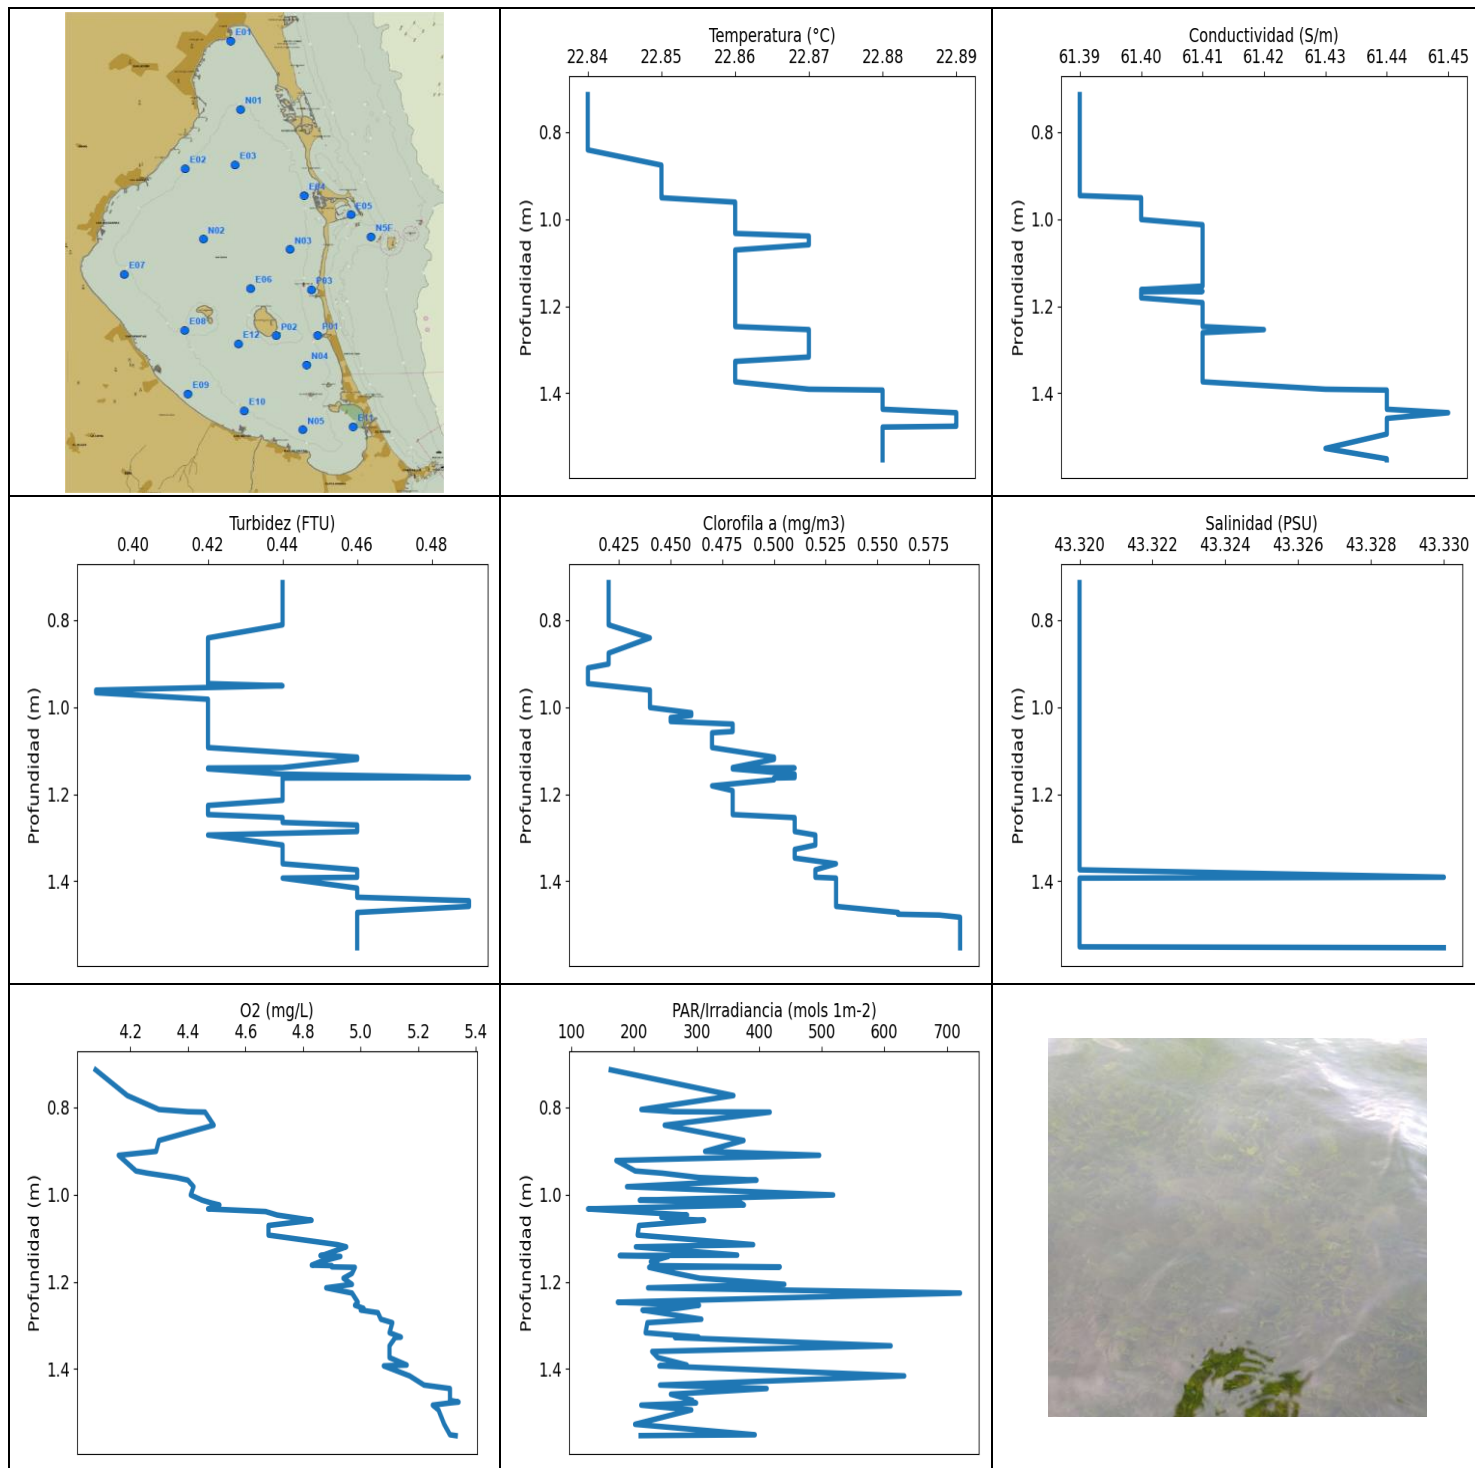 E01
N01
E02
E03
E04
E05
N02
N03
N5F
E07
E06
P03
E08
P02
P01
E12
N04
E09
E10
N05
E11
Temperatura (°C)
22.84 22.85 22.86 22.87 22.88 22.89
Profundidad (m)
0.8
1.0
1.2
1.4
Conductividad (S/m)
61.39 61.40 61.41 61.42 61.43 61.44 61.45
Profundidad (m)
0.8
1.0
1.2
1.4
Turbidez (FTU)
0.40 0.42 0.44 0.46 0.48
Profundidad (m)
0.8
1.0
1.2
1.4
Clorofila a (mg/m3)
0.425 0.450 0.475 0.500 0.525 0.550 0.575
Profundidad (m)
0.8
1.0
1.2
1.4
Salinidad (PSU)
43.320 43.322 43.324 43.326 43.328 43.330
Profundidad (m)
0.8
1.0
1.2
1.4
O2 (mg/L)
4.2 4.4 4.6 4.8 5.0 5.2 5.4
Profundidad (m)
0.8
1.0
1.2
1.4
PAR/Irradiancia (mols 1m-2)
100 200 300 400 500 600 700
Profundidad (m)
0.8
1.0
1.2
1.4